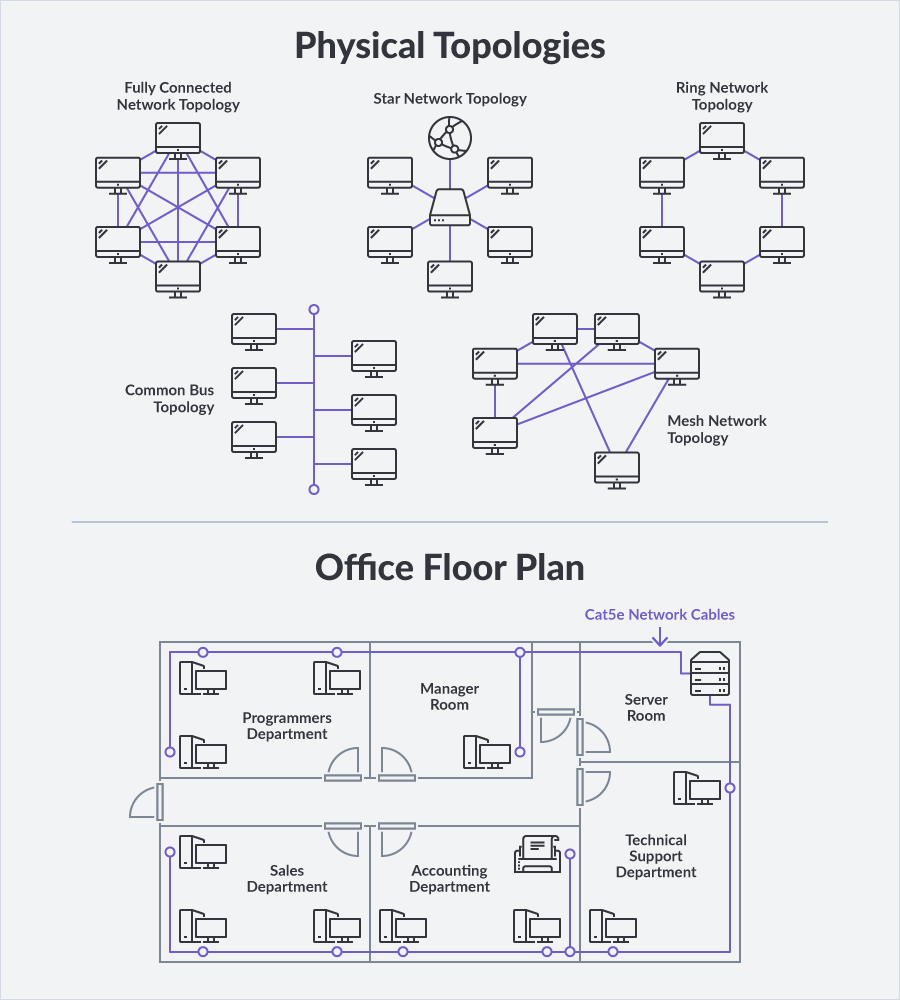 Physical Topologies
Fully Connected
Network Topology
Star Network Topology
Ring Network
Topology
Common Bus
Topology
Mesh Network
Topology
Office Floor Plan
Cat5e Network Cables
Programmers
Department
Manager
Room
Server
Room
Sales
Department
Accounting
Department
Technical
Support
Department